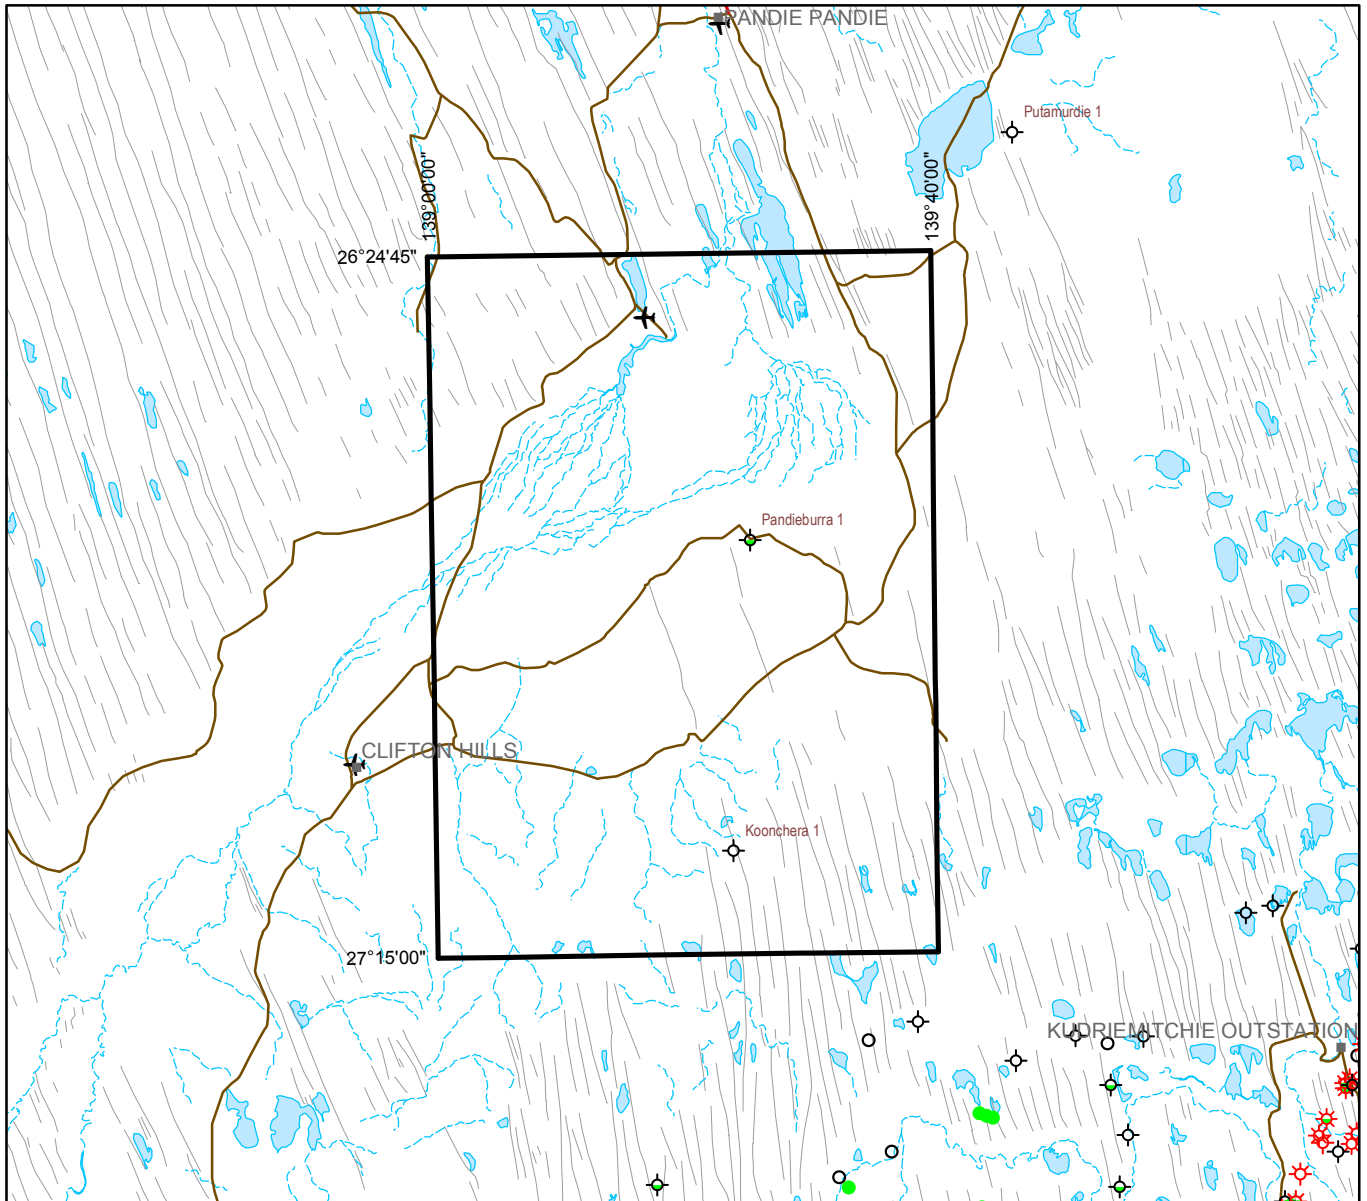 PANDIE PANDIE
Putamurdie 1
139°00'00"
139°40'00"
26°24'45"
Pandieburra 1
CLIFTON HILLS
Koonchera 1
27°15'00"
KUDRIEMITCHIE OUTSTATION